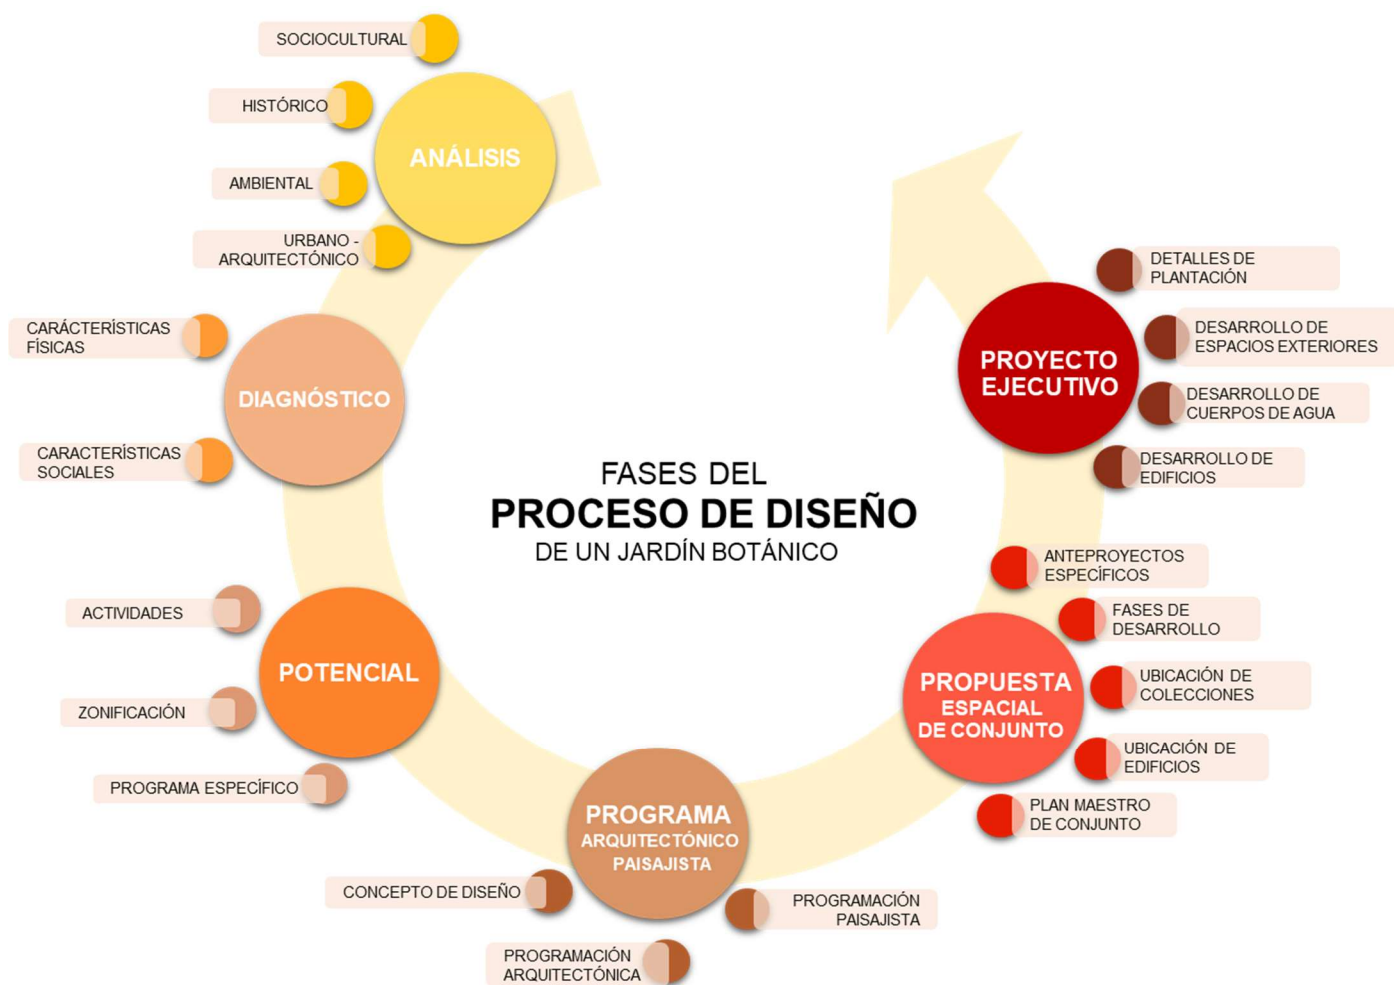 SOCIOCULTURAL
HISTÓRICO
AMBIENTAL
URBANO -
ARQUITECTÓNICO
ANÁLISIS
CARÁCTERÍSTICAS
FÍSICAS
CARACTERÍSTICAS
SOCIALES
DIAGNÓSTICO
ACTIVIDADES
ZONIFICACIÓN
PROGRAMA ESPECÍFICO
POTENCIAL
FASES DEL
PROCESO DE DISEÑO
DE UN JARDÍN BOTÁNICO
PROGRAMA
ARQUITECTÓNICO
PAISAJISTA
CONCEPTO DE DISEÑO
PROGRAMACIÓN
ARQUITECTÓNICA
PROGRAMACIÓN
PAISAJISTA
PROPUESTA
ESPACIAL
DE CONJUNTO
ANTEPROYECTOS
ESPECÍFICOS
FASES DE
DESARROLLO
UBICACIÓN DE
COLECCIONES
UBICACIÓN DE
EDIFICIOS
PLAN MAESTRO
DE CONJUNTO
PROYECTO
EJECUTIVO
DETALLES DE
PLANTACIÓN
DESARROLLO DE
ESPACIOS EXTERIORES
DESARROLLO DE
CUERPOS DE AGUA
DESARROLLO DE
EDIFICIOS